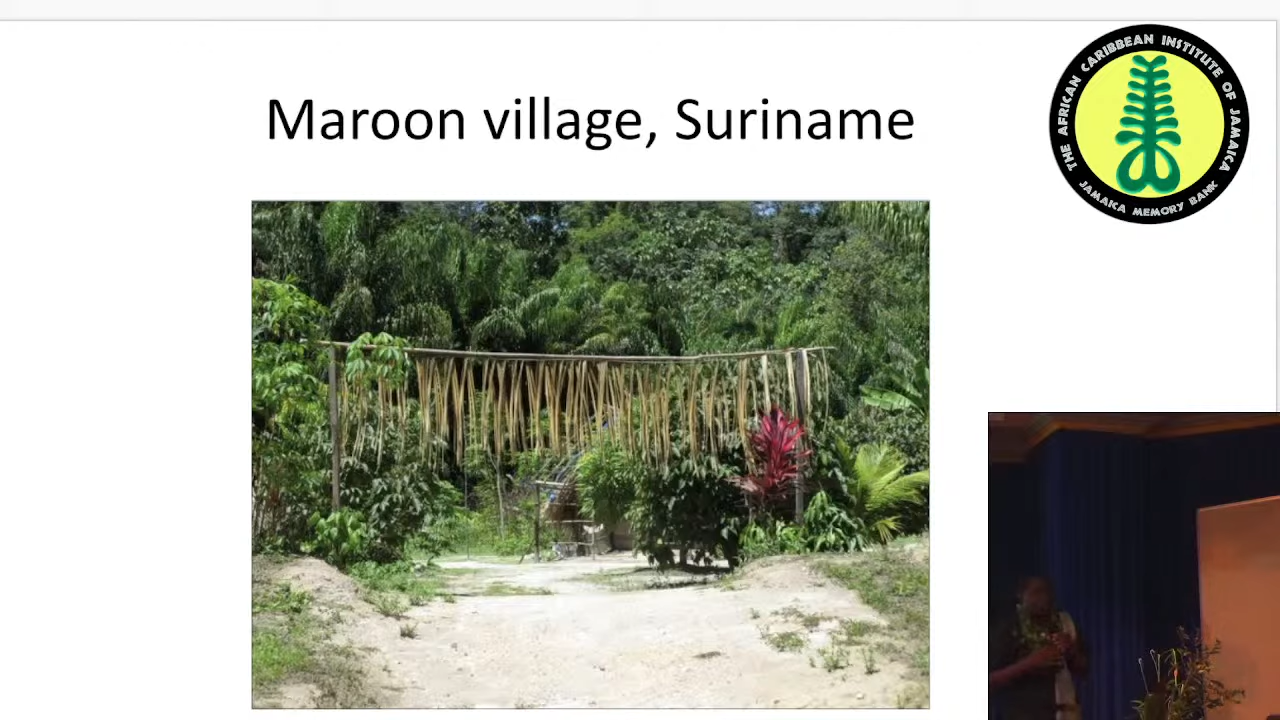 Maroon village, Suriname
THE AFRICAN CARIBBEAN INSTITUTE OF JAMAICA
JAMAICA MEMORY BANK